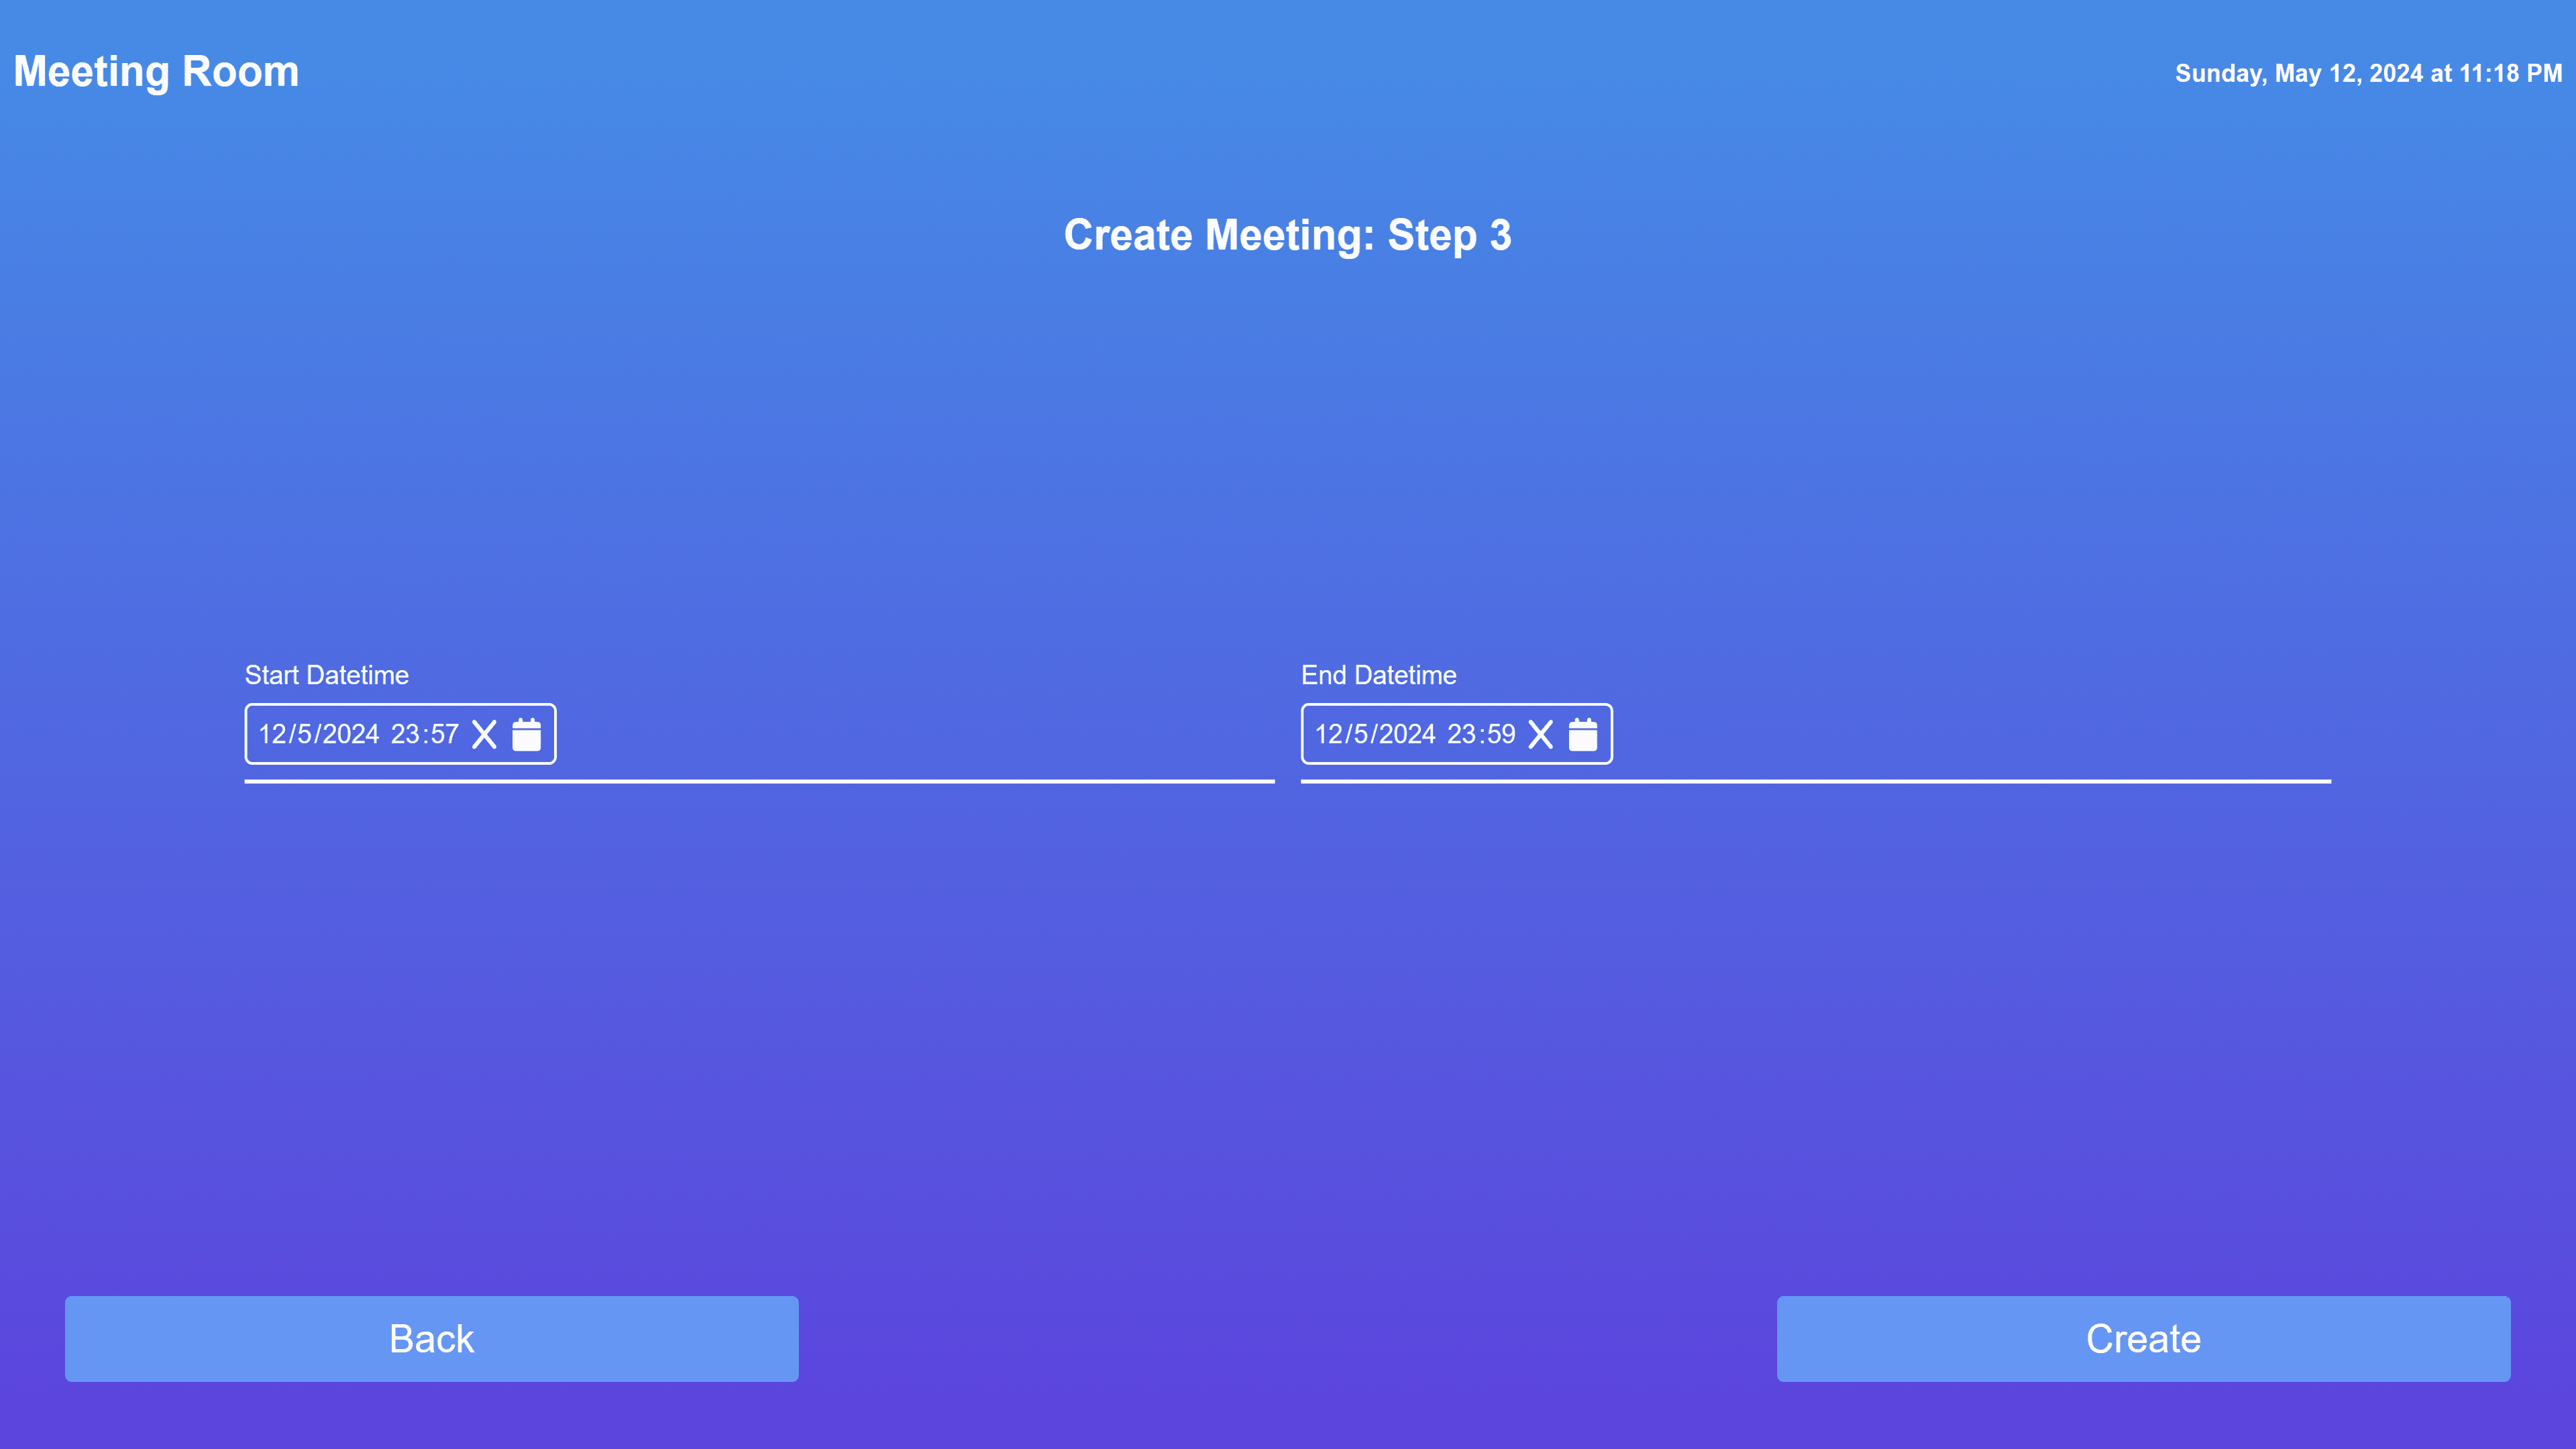 Meeting Room
Sunday, May 12, 2024 at 11:18 PM
Create Meeting: Step 3
Start Datetime
12/5/2024 23:57
End Datetime
12/5/2024 23:59
Back
Create